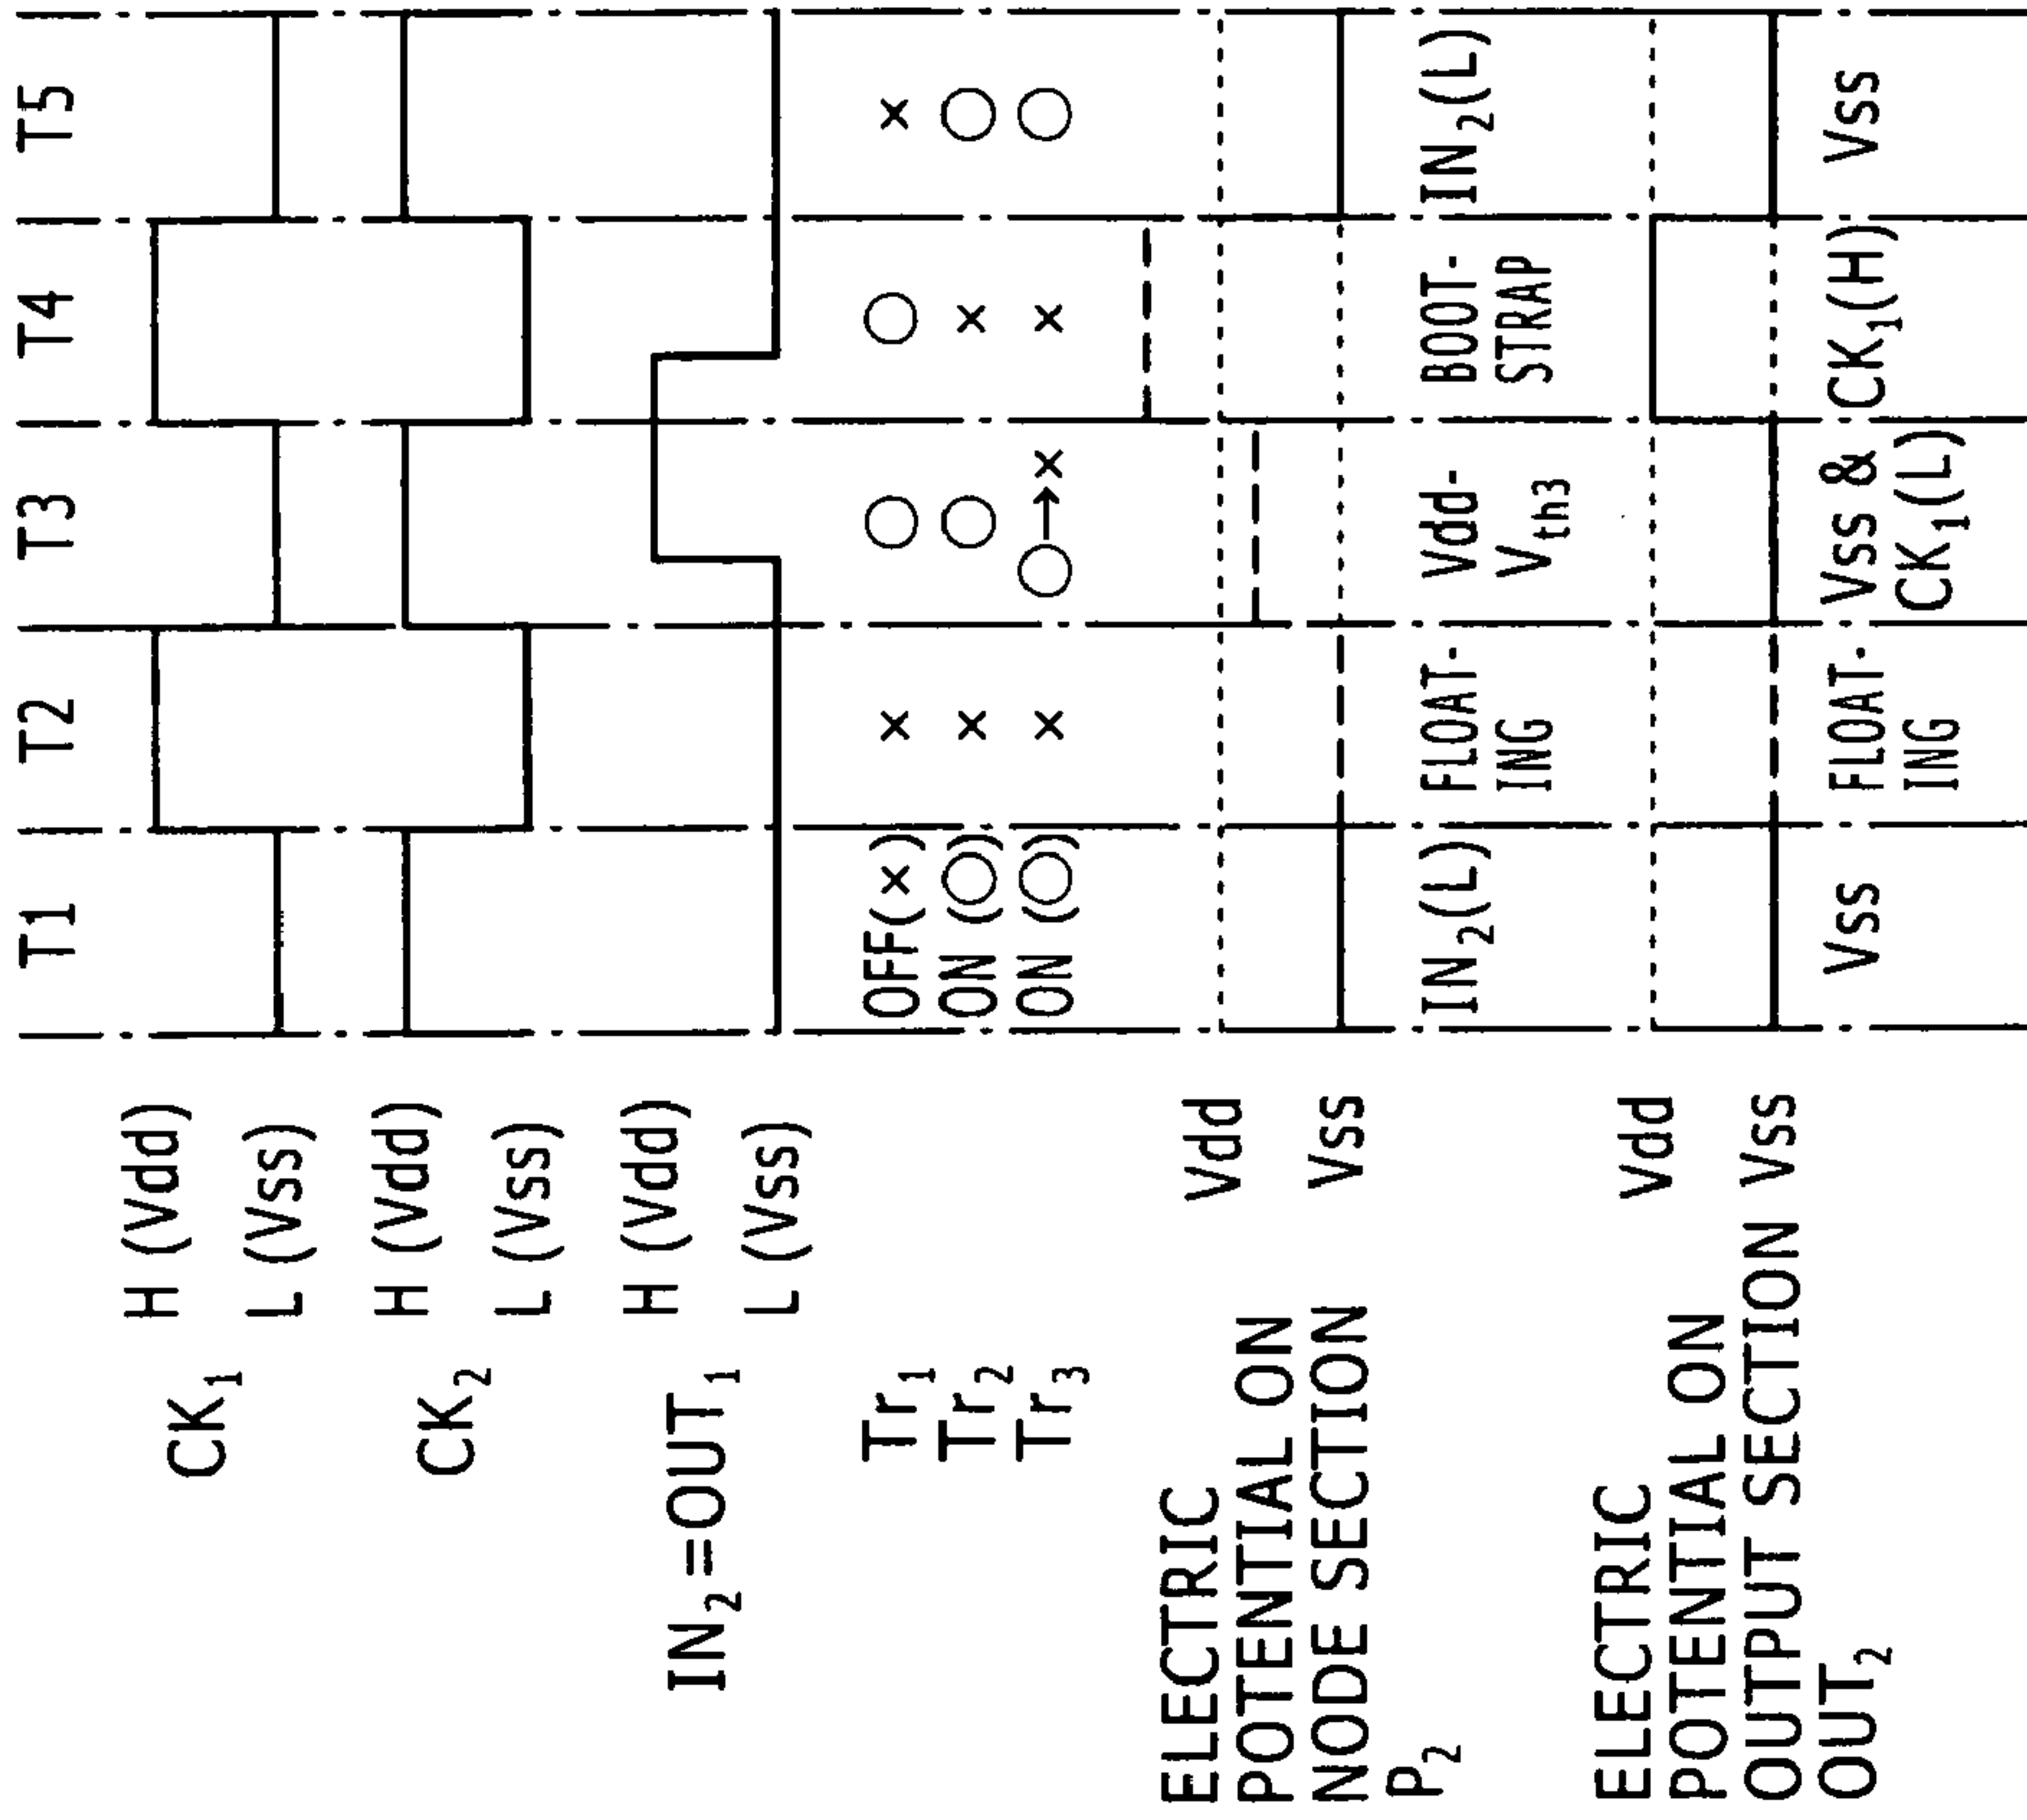 T1 T2 T3 T4 T5
CK1 H (Vdd)
L (Vss)
CK2 H (Vdd)
L (Vss)
IN2=OUT1 H (Vdd)
L (Vss)
Tr1 OFF(×) × ○ ○ ×
Tr2 ON (○) × ○ × ○
Tr3 ON (○) × ○→× × ○
ELECTRIC
POTENTIAL ON
NODE SECTION
P2
Vdd
Vss
IN2(L) FLOAT- Vdd- BOOT- IN2(L)
ING Vth3 STRAP
ELECTRIC
POTENTIAL ON
OUTPUT SECTION
OUT2
Vdd
Vss
Vss FLOAT- Vss & CK1(H) Vss
ING CK1(L)